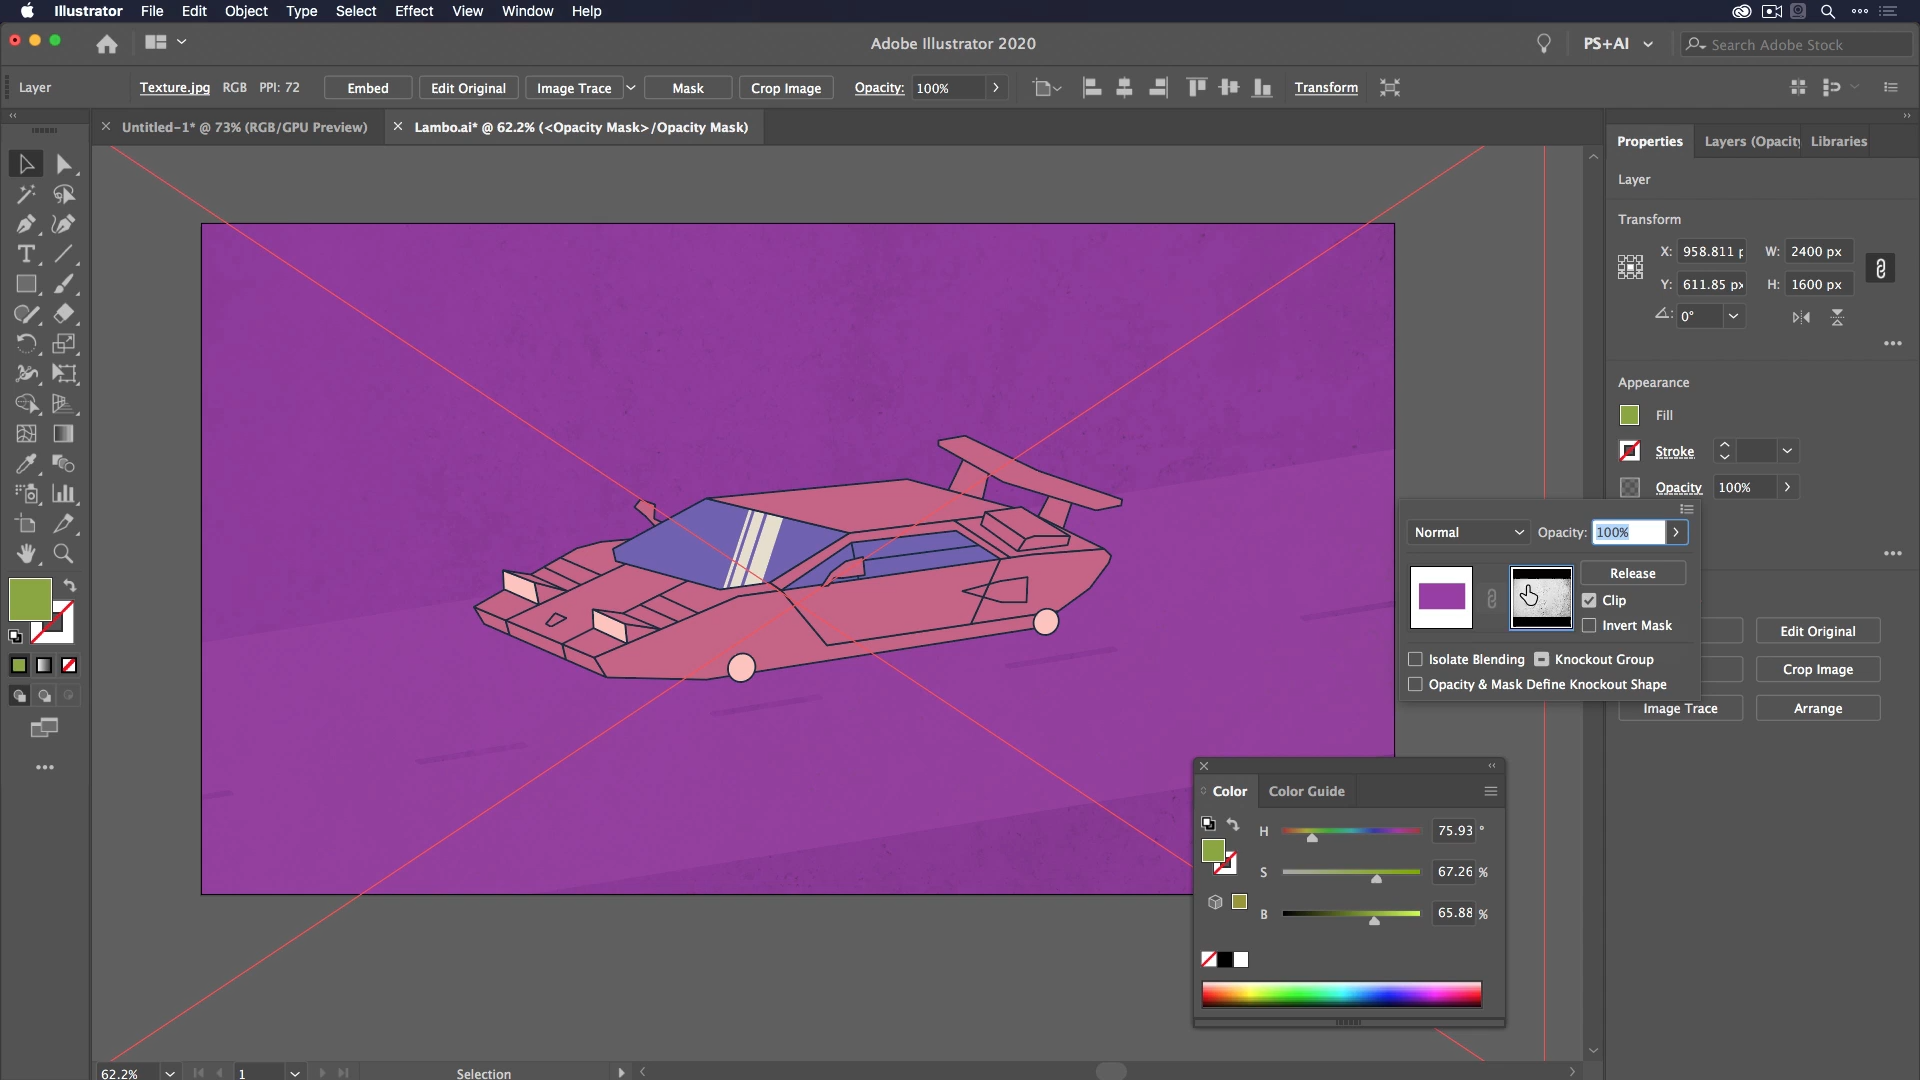 Illustrator File Edit Object Type Select Effect View Window Help
Adobe Illustrator 2020
PS+AI
Search Adobe Stock
Layer
Texture.jpg RGB PPI: 72 Embed Edit Original Image Trace Mask Crop Image Opacity: 100% Transform
Untitled-1* @ 73% (RGB/GPU Preview)
Lambo.ai* @ 62.2% (<Opacity Mask>/Opacity Mask)
Properties Layers (Opacity Libraries
Layer
Transform
X: 958.811 p W: 2400 px
Y: 611.85 px H: 1600 px
0°
Appearance
Fill
Stroke
Opacity 100%
Normal Opacity: 100%
Release
Clip
Invert Mask
Isolate Blending Knockout Group
Opacity & Mask Define Knockout Shape
Edit Original
Crop Image
Image Trace Arrange
Color Color Guide
H 75.93 °
S 67.26 %
B 65.88 %
62.2% 1 Selection